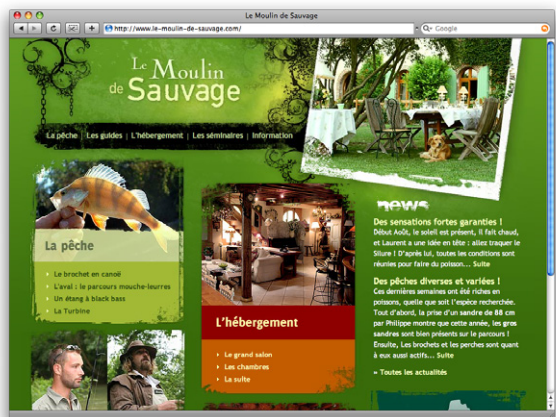 Le Moulin de Sauvage
http://www.le-moulin-de-sauvage.com/
Google
Le Moulin
de Sauvage
La pêche | Les guides | L'hébergement | Les séminaires | Information
La pêche
Le brochet en canoë
L'aval : le parcours mouche-leurres
Un étang à black bass
La Turbine
L'hébergement
Le grand salon
Les chambres
La suite
news
Des sensations fortes garanties !
Début Août, le soleil est présent, il fait chaud,
et Laurent a une idée en tête : allez traquer le
Silure ! D'après lui, toutes les conditions sont
réunies pour faire du poisson... Suite
Des pêches diverses et variées !
Ces dernières semaines ont été riches en
poissons, quelle que soit l'espèce recherchée.
Tout d'abord, la prise d'un sandre de 88 cm
par Philippe montre que cette année, les gros
sandres sont bien présents sur le parcours !
Ensuite, Les brochets et les perches sont quant
à eux aussi actifs... Suite
» Toutes les actualités